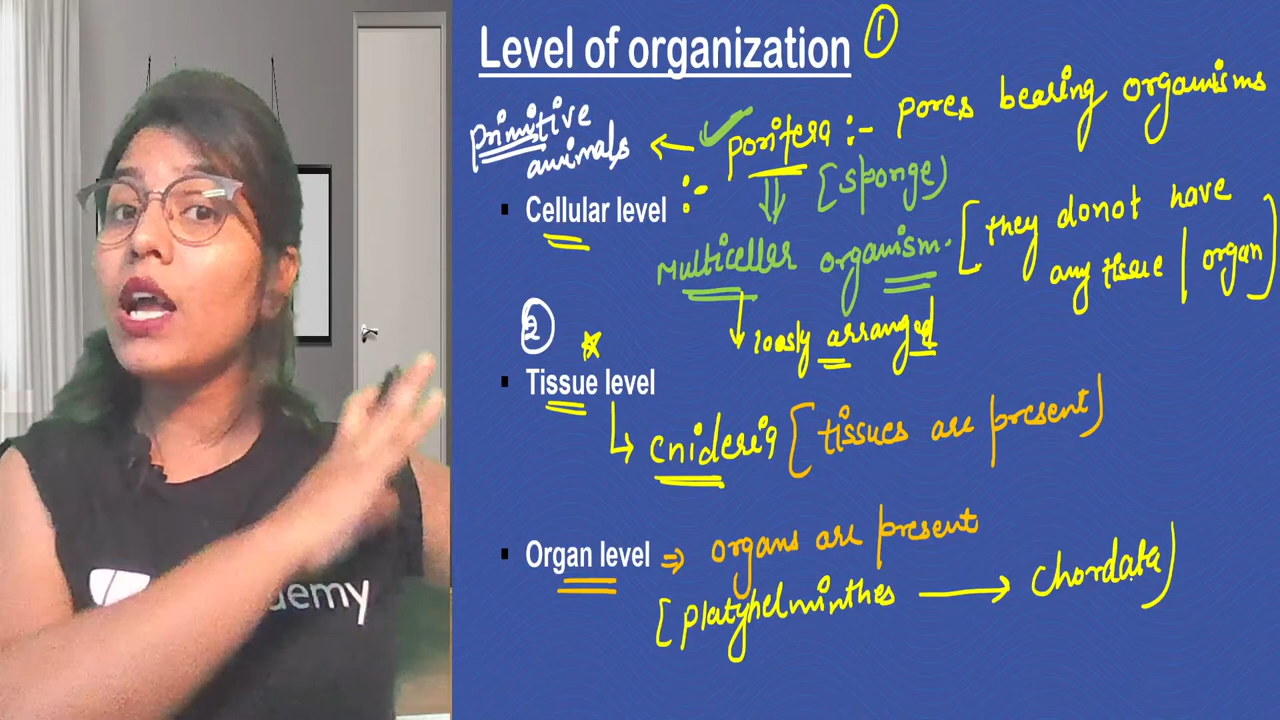 Level of organization ①
primitive animals ← porifera :- pores bearing organisms
[sponge)
▪ Cellular level :-
Multiceller organism. [they donot have any tissue | organ)
loosly arranged
②
▪ Tissue level
cnideria [tissues are present)
▪ Organ level ⇒ organs are present
[platyhelminthes → chordata)
demy